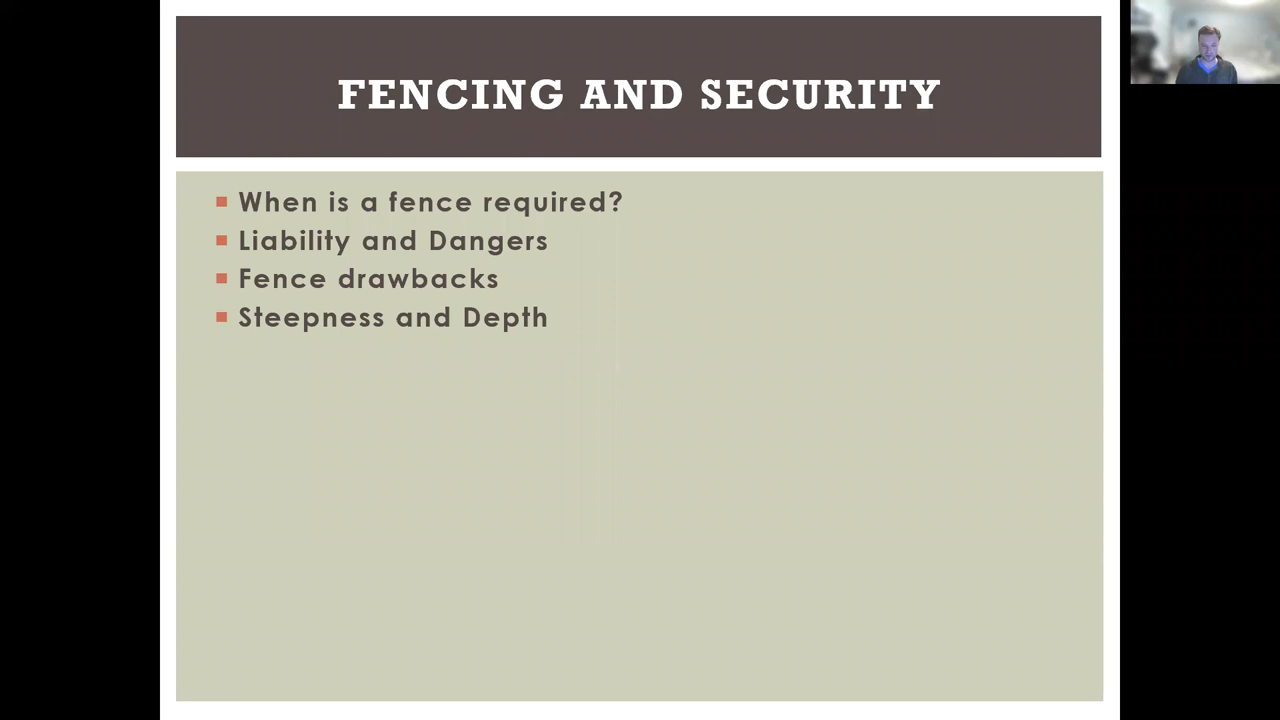 FENCING AND SECURITY
When is a fence required?
Liability and Dangers
Fence drawbacks
Steepness and Depth